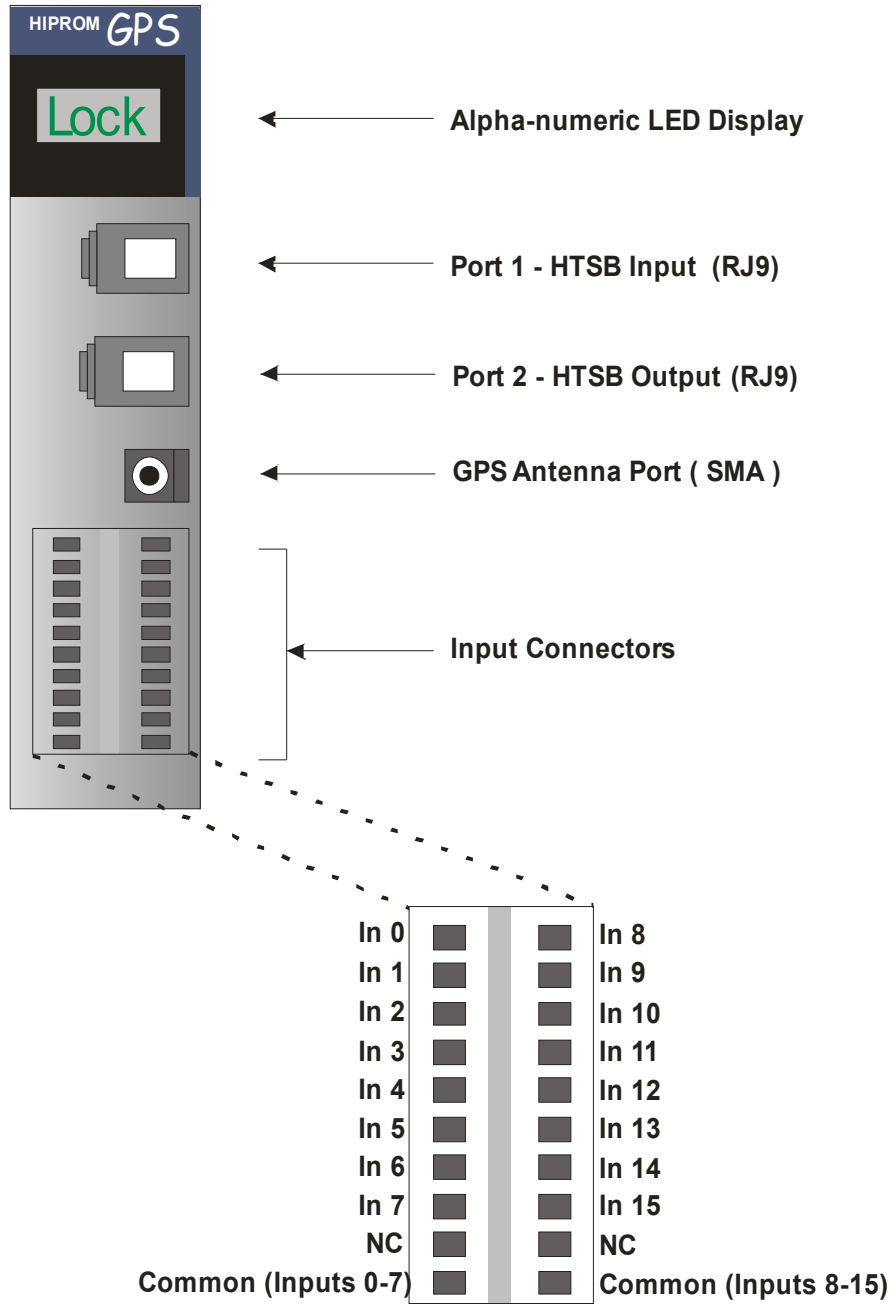 HIPROM GPS
Lock
Alpha-numeric LED Display
Port 1 - HTSB Input (RJ9)
Port 2 - HTSB Output (RJ9)
GPS Antenna Port ( SMA )
Input Connectors
In 0 In 8
In 1 In 9
In 2 In 10
In 3 In 11
In 4 In 12
In 5 In 13
In 6 In 14
In 7 In 15
NC NC
Common (Inputs 0-7) Common (Inputs 8-15)